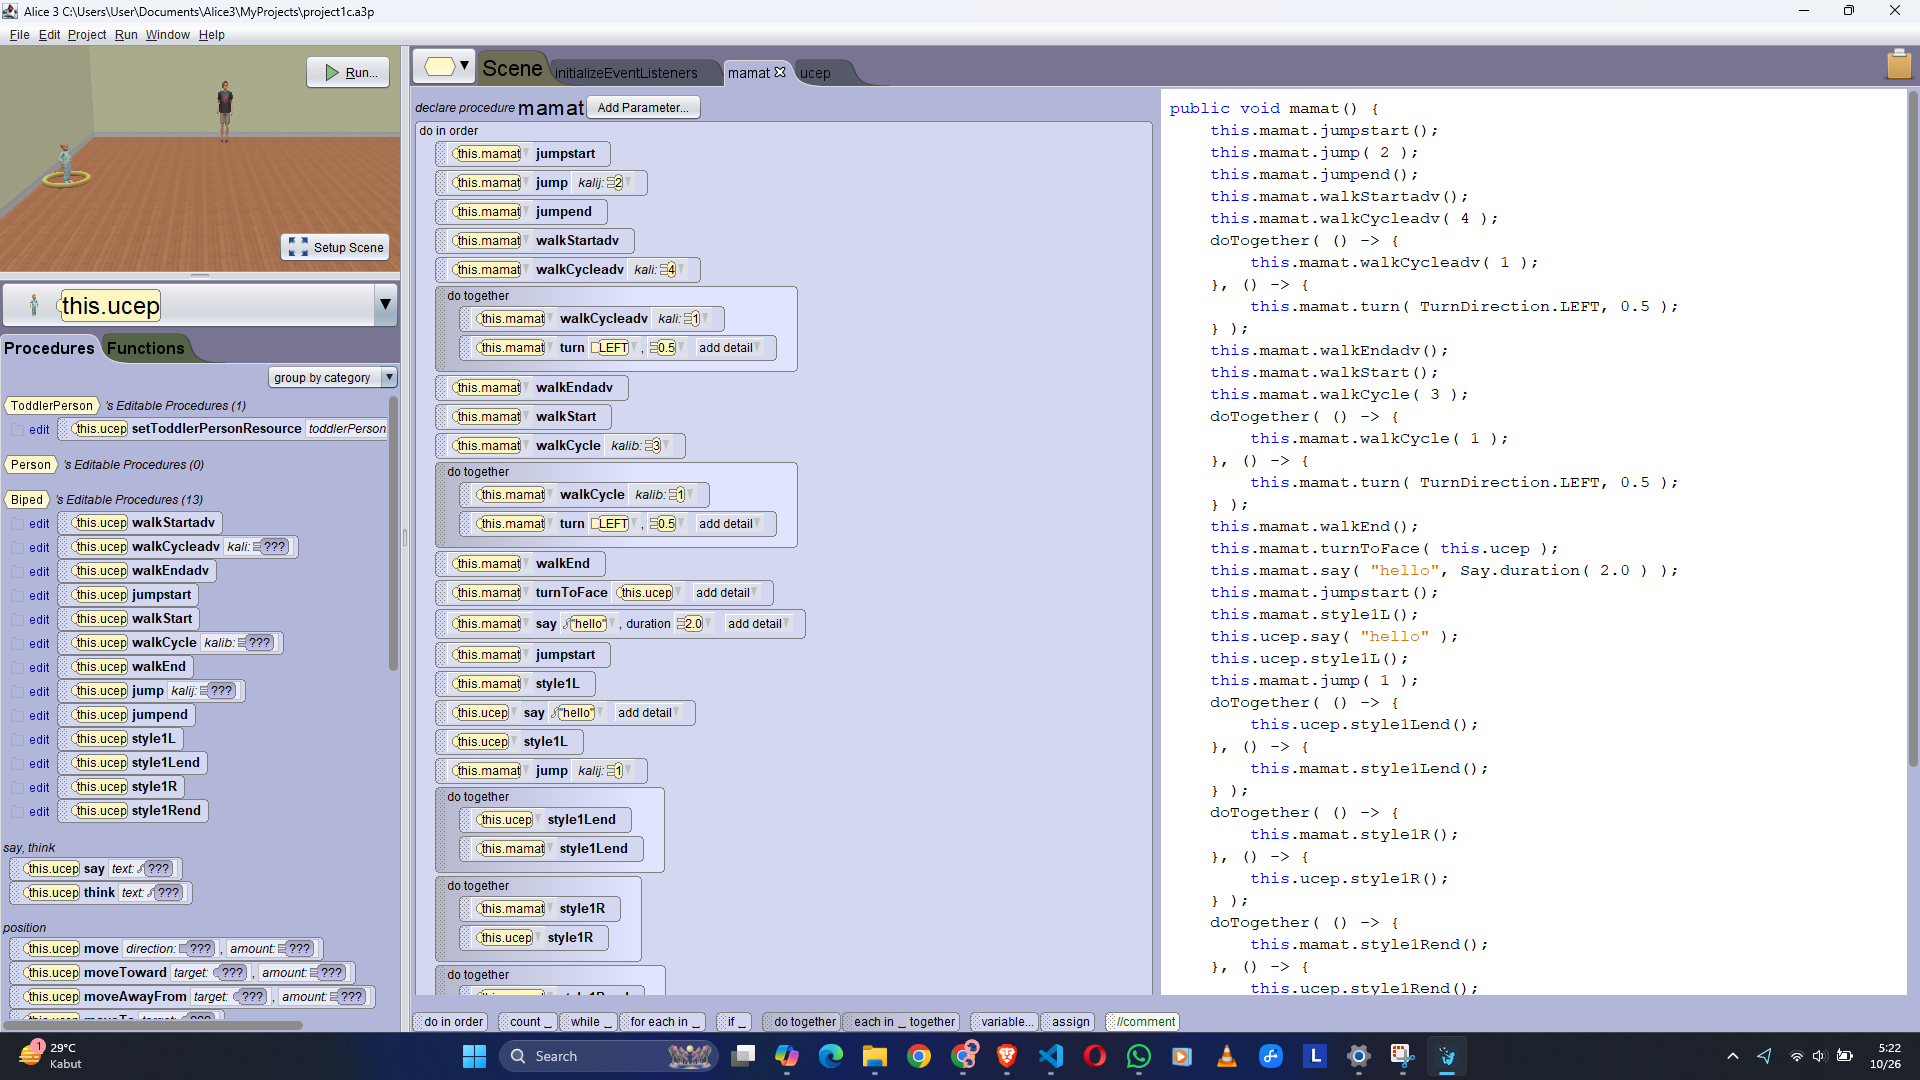 Alice 3 C:\Users\User\Documents\Alice3\MyProjects\project1c.a3p
File Edit Project Run Window Help
Run...
Setup Scene
this.ucep
Procedures Functions
group by category
ToddlerPerson 's Editable Procedures (1)
edit this.ucep setToddlerPersonResource toddlerPerson
Person 's Editable Procedures (0)
Biped 's Editable Procedures (13)
edit this.ucep walkStartadv
edit this.ucep walkCycleadv kali: ???
edit this.ucep walkEndadv
edit this.ucep jumpstart
edit this.ucep walkStart
edit this.ucep walkCycle kalib: ???
edit this.ucep walkEnd
edit this.ucep jump kalij: ???
edit this.ucep jumpend
edit this.ucep style1L
edit this.ucep style1Lend
edit this.ucep style1R
edit this.ucep style1Rend
say, think
this.ucep say text: ???
this.ucep think text: ???
position
this.ucep move direction: ??? , amount: ???
this.ucep moveToward target: ??? , amount: ???
this.ucep moveAwayFrom target: ??? , amount: ???
Scene initializeEventListeners mamat ucep
declare procedure mamat Add Parameter...
do in order
this.mamat jumpstart
this.mamat jump kalij: 2
this.mamat jumpend
this.mamat walkStartadv
this.mamat walkCycleadv kali: 4
do together
this.mamat walkCycleadv kali: 1
this.mamat turn LEFT , 0.5 add detail
this.mamat walkEndadv
this.mamat walkStart
this.mamat walkCycle kalib: 3
do together
this.mamat walkCycle kalib: 1
this.mamat turn LEFT , 0.5 add detail
this.mamat walkEnd
this.mamat turnToFace this.ucep add detail
this.mamat say "hello" , duration 2.0 add detail
this.mamat jumpstart
this.mamat style1L
this.ucep say "hello" add detail
this.ucep style1L
this.mamat jump kalij: 1
do together
this.ucep style1Lend
this.mamat style1Lend
do together
this.mamat style1R
this.ucep style1R
do together
public void mamat() {
this.mamat.jumpstart();
this.mamat.jump( 2 );
this.mamat.jumpend();
this.mamat.walkStartadv();
this.mamat.walkCycleadv( 4 );
doTogether( () -> {
this.mamat.walkCycleadv( 1 );
}, () -> {
this.mamat.turn( TurnDirection.LEFT, 0.5 );
} );
this.mamat.walkEndadv();
this.mamat.walkStart();
this.mamat.walkCycle( 3 );
doTogether( () -> {
this.mamat.walkCycle( 1 );
}, () -> {
this.mamat.turn( TurnDirection.LEFT, 0.5 );
} );
this.mamat.walkEnd();
this.mamat.turnToFace( this.ucep );
this.mamat.say( "hello", Say.duration( 2.0 ) );
this.mamat.jumpstart();
this.mamat.style1L();
this.ucep.say( "hello" );
this.ucep.style1L();
this.mamat.jump( 1 );
doTogether( () -> {
this.ucep.style1Lend();
}, () -> {
this.mamat.style1Lend();
} );
doTogether( () -> {
this.mamat.style1R();
}, () -> {
this.ucep.style1R();
} );
doTogether( () -> {
this.mamat.style1Rend();
}, () -> {
this.ucep.style1Rend();
do in order count _ while _ for each in _ if _ do together each in _ together variable... assign //comment
1
29°C
Kabut
Search
L
5:22
10/26